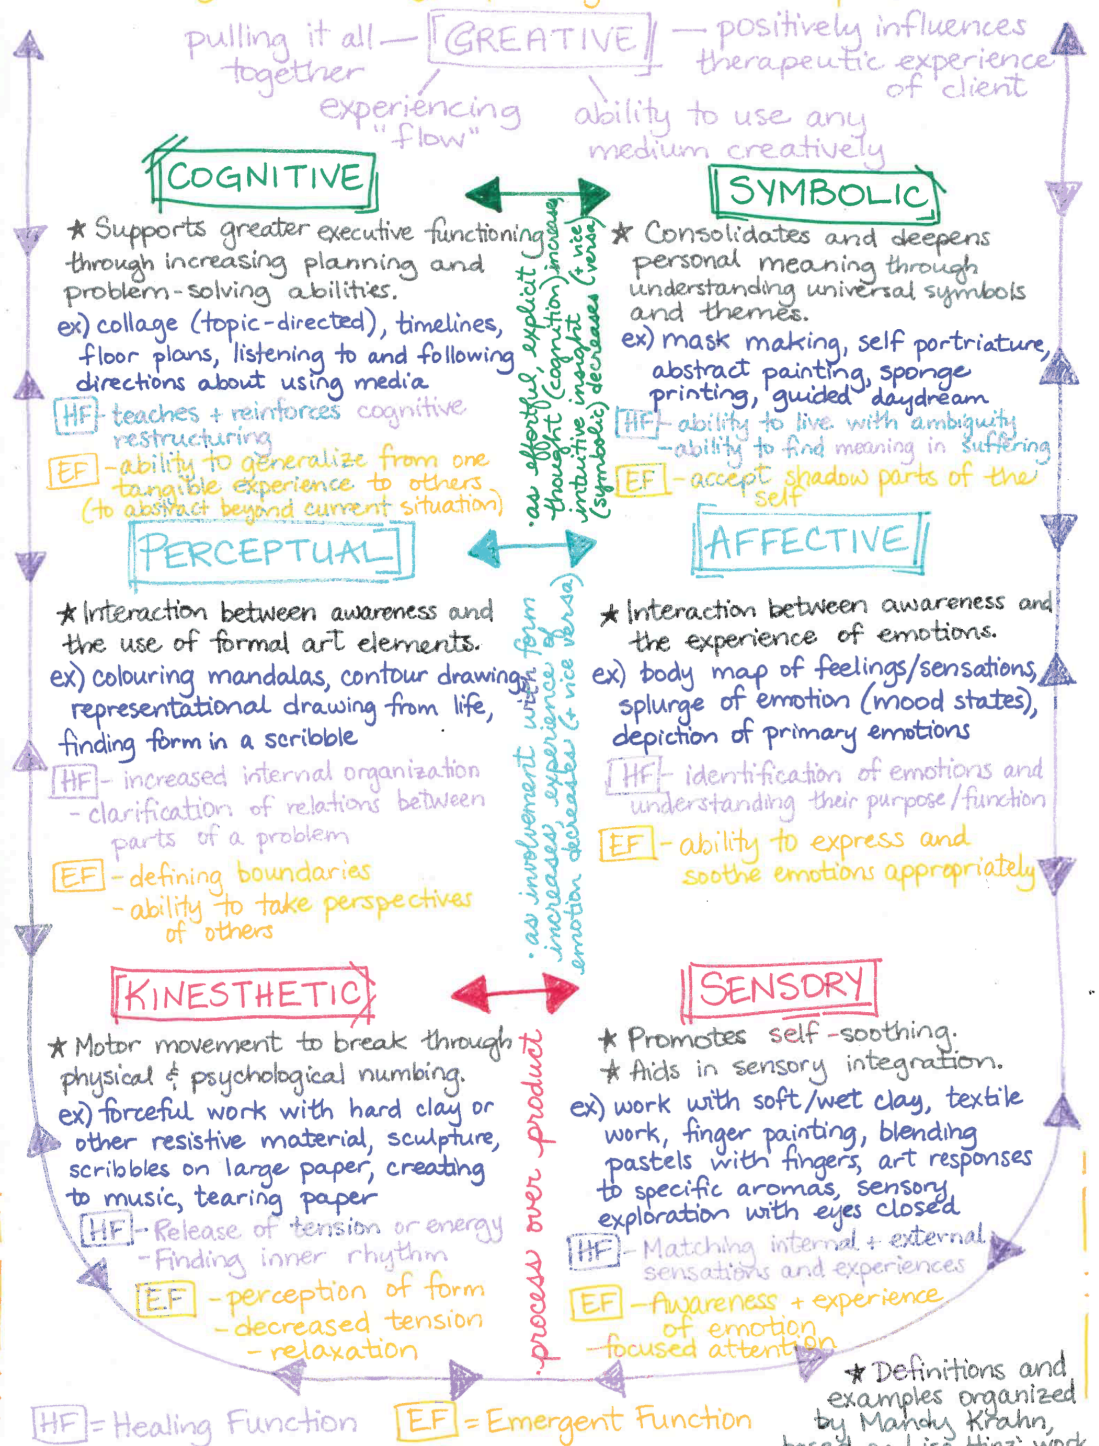 pulling it all — CREATIVE — positively influences
together
therapeutic experience
of client
experiencing
"flow"
ability to use any
medium creatively
COGNITIVE
★ Supports greater executive functioning
through increasing planning and
problem-solving abilities.
ex) collage (topic-directed), timelines,
floor plans, listening to and following
directions about using media
HF - teaches + reinforces cognitive
restructuring
EF - ability to generalize from one
tangible experience to others
(to abstract beyond current situation)
• as effortful, explicit
thought (cognition) increases,
intuitive insight
(symbolic) decreases (+ vice versa)
SYMBOLIC
★ Consolidates and deepens
personal meaning through
understanding universal symbols
and themes.
ex) mask making, self portriature,
abstract painting, sponge
printing, guided daydream
HF - ability to live with ambiguity
- ability to find meaning in suffering
EF - accept shadow parts of the
self
PERCEPTUAL
★ Interaction between awareness and
the use of formal art elements.
ex) colouring mandalas, contour drawing,
representational drawing from life,
finding form in a scribble
HF - increased internal organization
- clarification of relations between
parts of a problem
EF - defining boundaries
- ability to take perspectives
of others
• as involvement with form
increases, experience of
emotion decreases (+ vice versa)
AFFECTIVE
★ Interaction between awareness and
the experience of emotions.
ex) body map of feelings/sensations,
splurge of emotion (mood states),
depiction of primary emotions
HF - identification of emotions and
understanding their purpose/function
EF - ability to express and
soothe emotions appropriately
KINESTHETIC
★ Motor movement to break through
physical & psychological numbing.
ex) forceful work with hard clay or
other resistive material, sculpture,
scribbles on large paper, creating
to music, tearing paper
HF - Release of tension or energy
- Finding inner rhythm
EF - perception of form
- decreased tension
- relaxation
• process over product
SENSORY
★ Promotes self-soothing.
★ Aids in sensory integration.
ex) work with soft/wet clay, textile
work, finger painting, blending
pastels with fingers, art responses
to specific aromas, sensory
exploration with eyes closed
HF - Matching internal + external
sensations and experiences
EF - Awareness + experience
of emotion
- focused attention
HF = Healing Function EF = Emergent Function
★ Definitions and
examples organized
by Mandy Krahn,
based on Lisa Hinz' work